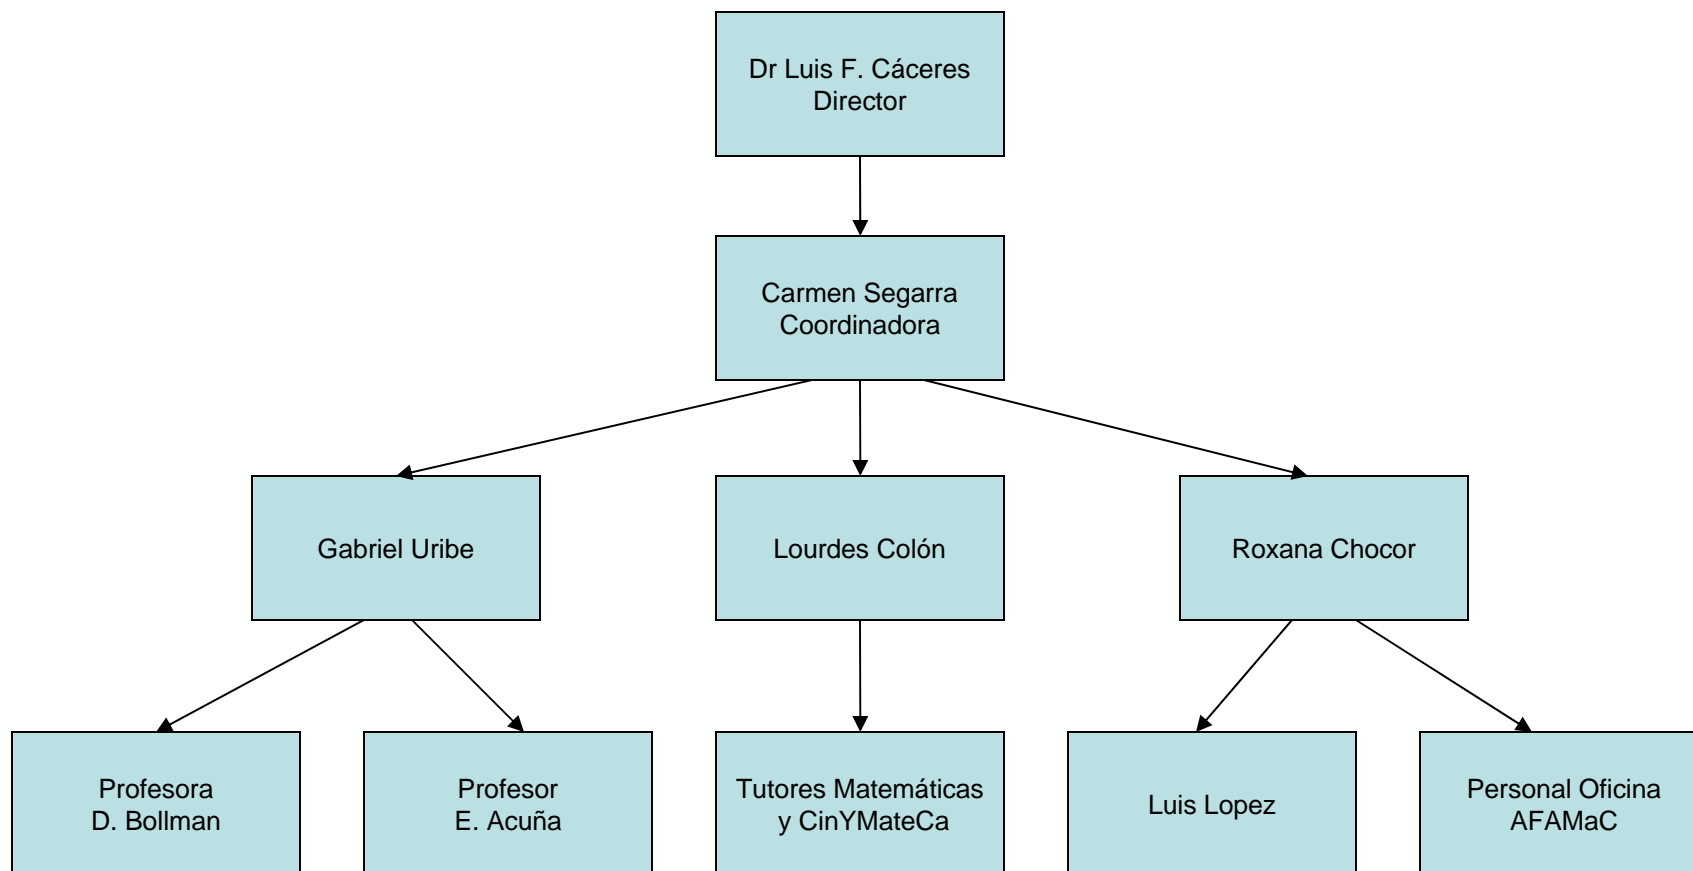 Dr Luis F. Cáceres
Director
Carmen Segarra
Coordinadora
Gabriel Uribe
Lourdes Colón
Roxana Chocor
Profesora
D. Bollman
Profesor
E. Acuña
Tutores Matemáticas
y CinYMateCa
Luis Lopez
Personal Oficina
AFAMaC